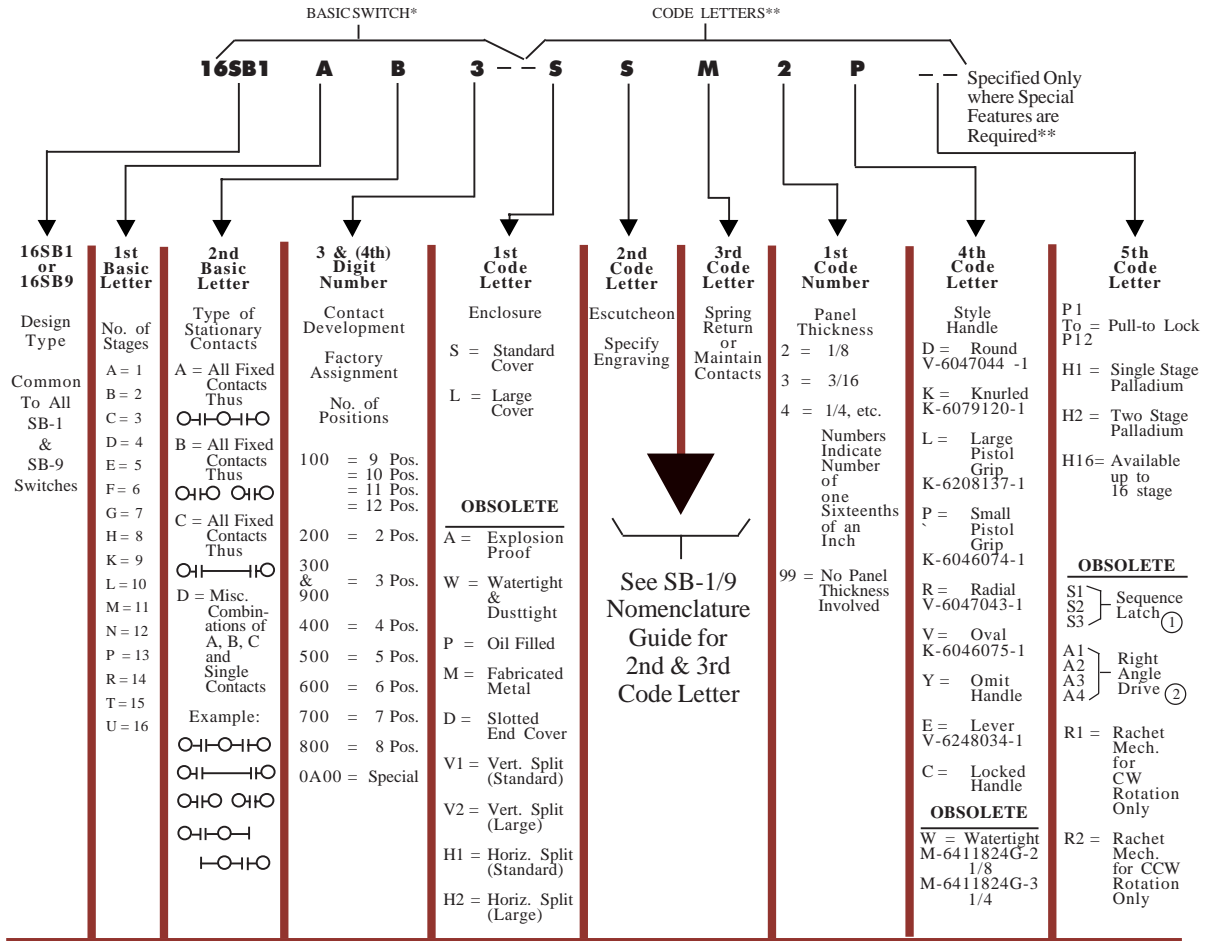 BASIC SWITCH*
CODE LETTERS**
16SB1 A B 3 – – S S M 2 P – –
Specified Only
where Special
Features are
Required**
16SB1
or
16SB9
Design
Type
Common
To All
SB-1
&
SB-9
Switches
1st
Basic
Letter
No. of
Stages
A = 1
B = 2
C = 3
D = 4
E = 5
F = 6
G = 7
H = 8
K = 9
L = 10
M = 11
N = 12
P = 13
R = 14
T = 15
U = 16
2nd
Basic
Letter
Type of
Stationary
Contacts
A = All Fixed
Contacts
Thus
B = All Fixed
Contacts
Thus
C = All Fixed
Contacts
Thus
D = Misc.
Combin-
ations of
A, B, C
and
Single
Contacts
Example:
3 & (4th)
Digit
Number
Contact
Development
Factory
Assignment
No. of
Positions
100 = 9 Pos.
= 10 Pos.
= 11 Pos.
= 12 Pos.
200 = 2 Pos.
300
& = 3 Pos.
900
400 = 4 Pos.
500 = 5 Pos.
600 = 6 Pos.
700 = 7 Pos.
800 = 8 Pos.
0A00 = Special
1st
Code
Letter
Enclosure
S = Standard
Cover
L = Large
Cover
OBSOLETE
A = Explosion
Proof
W = Watertight
&
Dusttight
P = Oil Filled
M = Fabricated
Metal
D = Slotted
End Cover
V1 = Vert. Split
(Standard)
V2 = Vert. Split
(Large)
H1 = Horiz. Split
(Standard)
H2 = Horiz. Split
(Large)
2nd
Code
Letter
Escutcheon
Specify
Engraving
3rd
Code
Letter
Spring
Return
or
Maintain
Contacts
See SB-1/9
Nomenclature
Guide for
2nd & 3rd
Code Letter
1st
Code
Number
Panel
Thickness
2 = 1/8
3 = 3/16
4 = 1/4, etc.
Numbers
Indicate
Number
of
one
Sixteenths
of an
Inch
99 = No Panel
Thickness
Involved
4th
Code
Letter
Style
Handle
D = Round
V-6047044 -1
K = Knurled
K-6079120-1
L = Large
Pistol
Grip
K-6208137-1
P = Small
` Pistol
Grip
K-6046074-1
R = Radial
V-6047043-1
V = Oval
K-6046075-1
Y = Omit
Handle
E = Lever
V-6248034-1
C = Locked
Handle
OBSOLETE
W = Watertight
M-6411824G-2
1/8
M-6411824G-3
1/4
5th
Code
Letter
P1
To = Pull-to Lock
P12
H1 = Single Stage
Palladium
H2 = Two Stage
Palladium
H16= Available
up to
16 stage
OBSOLETE
S1
S2
S3
Sequence
Latch 1
A1
A2
A3
A4
Right
Angle
Drive 2
R1 = Rachet
Mech.
for
CW
Rotation
Only
R2 = Rachet
Mech.
for CCW
Rotation
Only